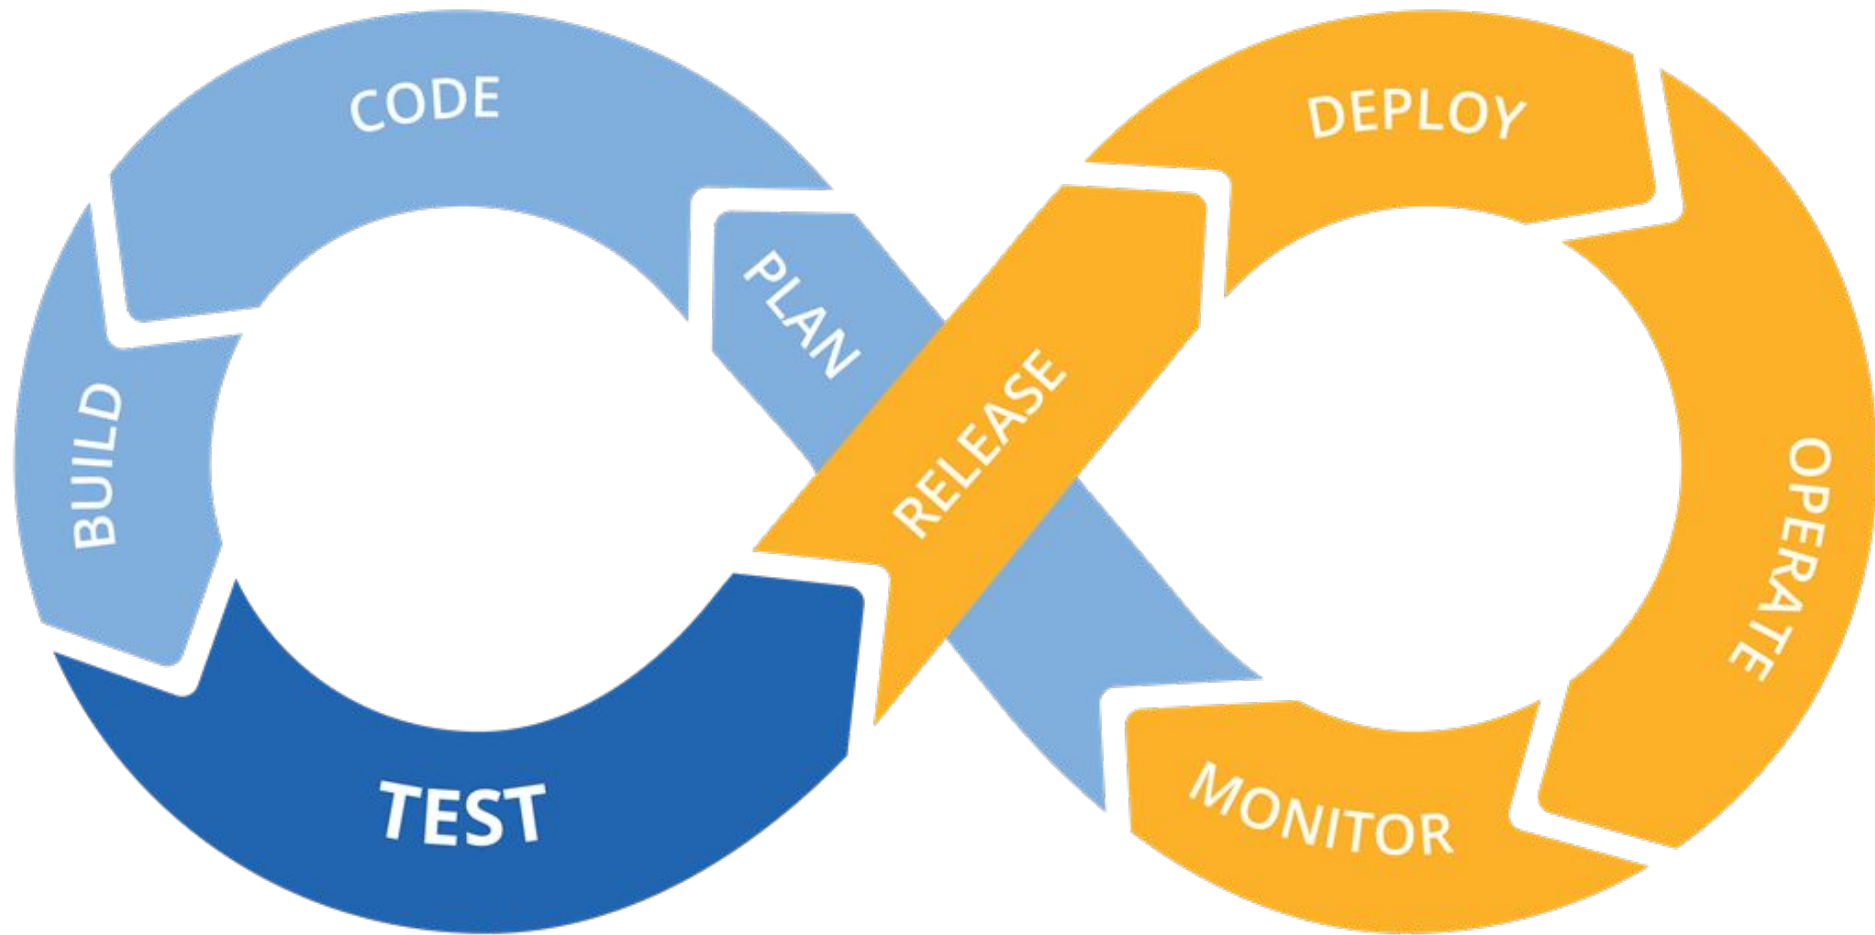 PLAN
CODE
BUILD
TEST
RELEASE
DEPLOY
OPERATE
MONITOR